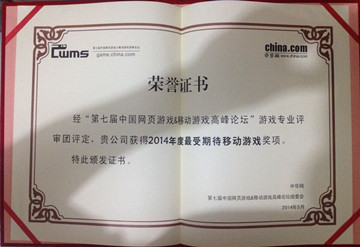 CWMS
game.china.com
china.com
中华网
荣誉证书
经“第七届中国网页游戏&移动游戏高峰论坛”游戏专业评
审团评定，贵公司获得2014年度最受期待移动游戏奖项。
特此颁发证书。
中华网
第七届中国网页游戏&移动游戏高峰论坛组委会
2014年5月